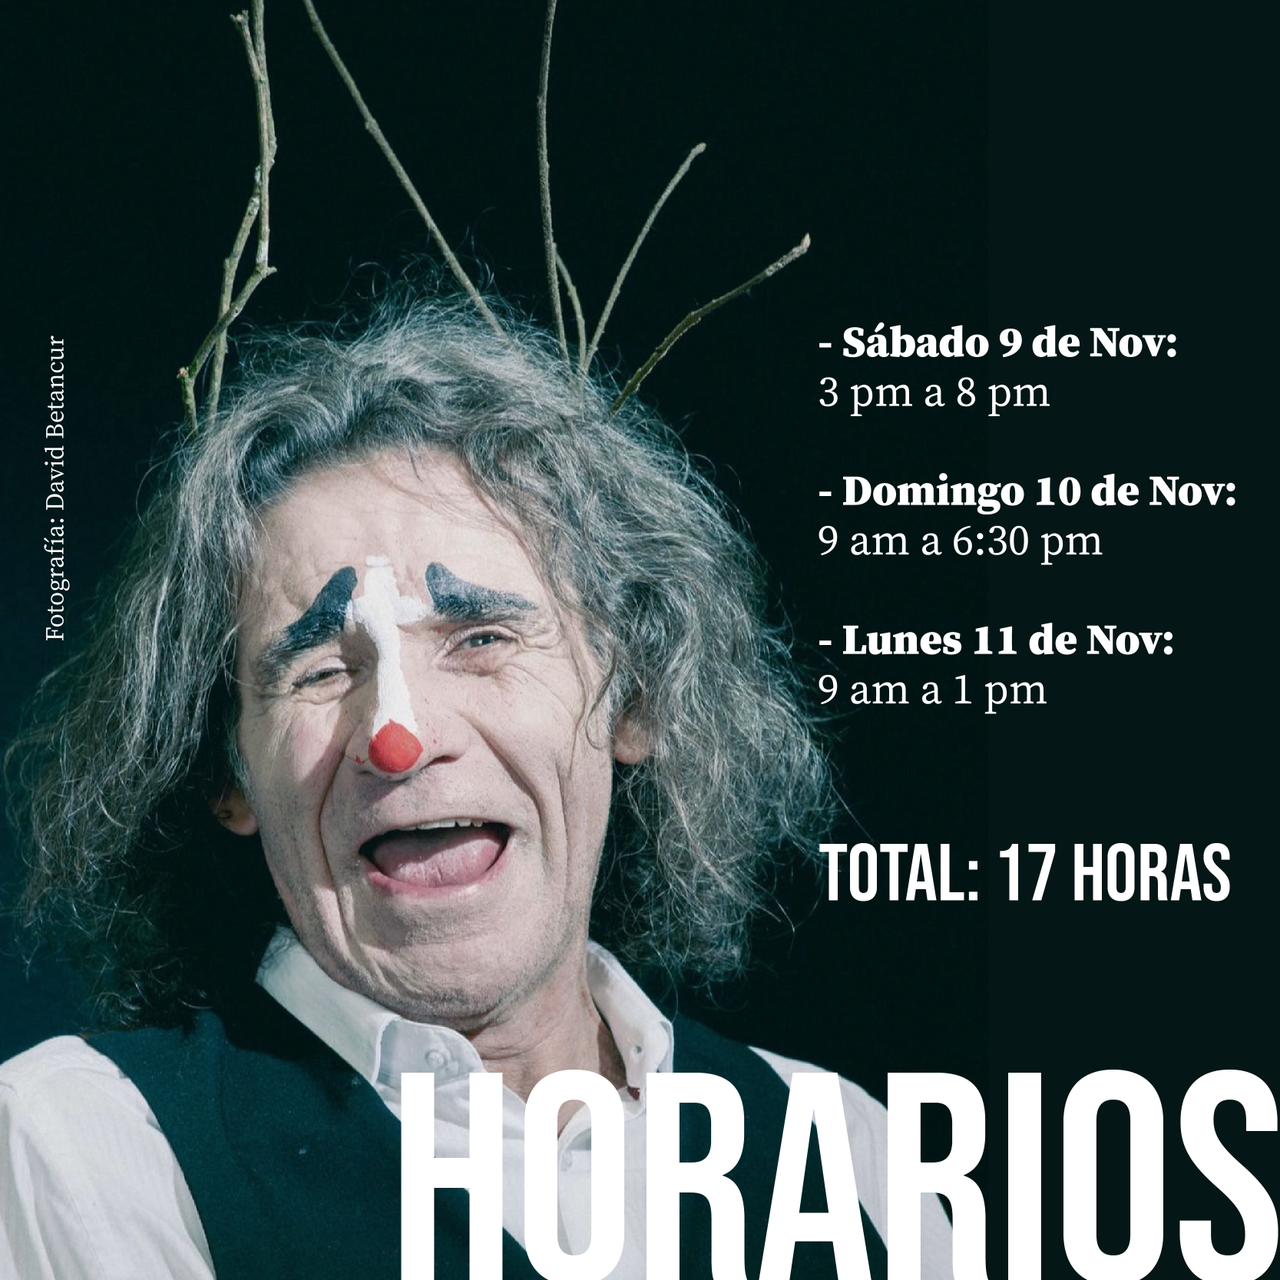 Fotografía: David Betancur
- Sábado 9 de Nov:
3 pm a 8 pm
- Domingo 10 de Nov:
9 am a 6:30 pm
- Lunes 11 de Nov:
9 am a 1 pm
TOTAL: 17 HORAS
HORARIOS